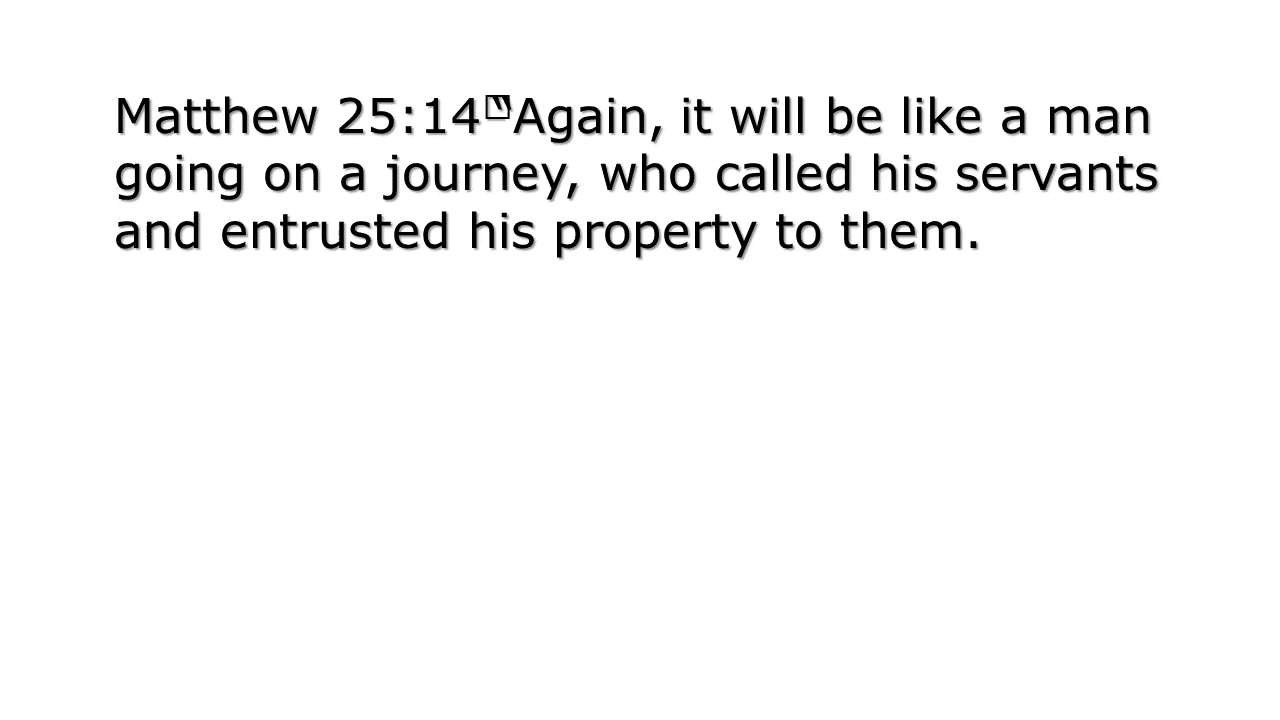 Matthew 25:14 “Again, it will be like a man
going on a journey, who called his servants
and entrusted his property to them.